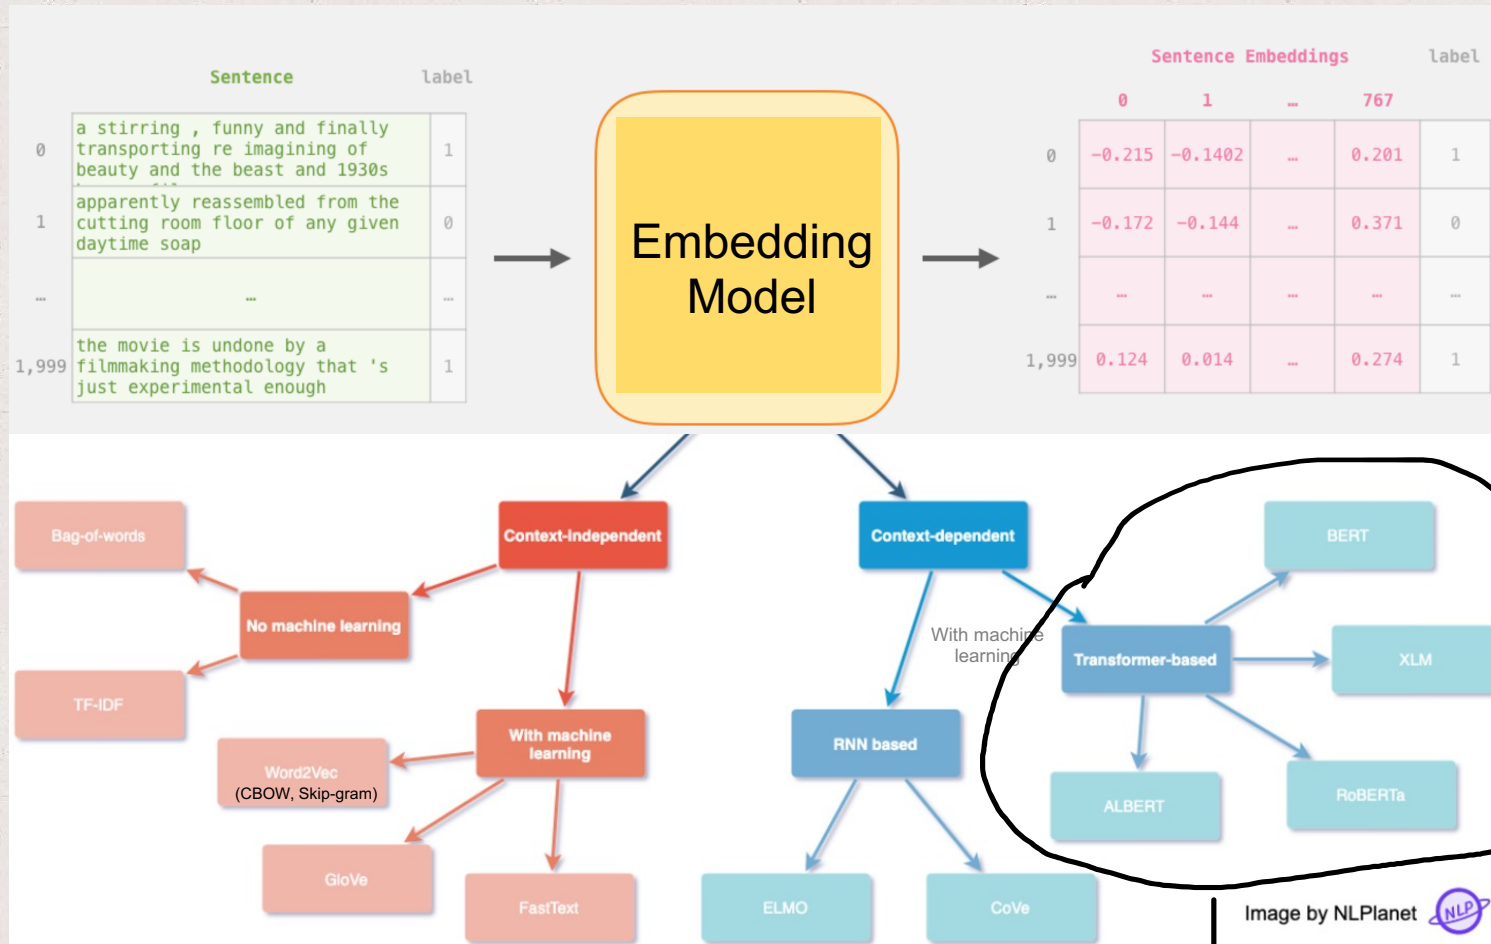 Sentence label
0 a stirring , funny and finally
transporting re imagining of
beauty and the beast and 1930s
1
1 apparently reassembled from the
cutting room floor of any given
daytime soap
0
… … …
1,999 the movie is undone by a
filmmaking methodology that 's
just experimental enough
1
Embedding
Model
Sentence Embeddings label
0 1 … 767
0 -0.215 -0.1402 … 0.201 1
1 -0.172 -0.144 … 0.371 0
… … … … … …
1,999 0.124 0.014 … 0.274 1
Context-independent
No machine learning
Bag-of-words
TF-IDF
With machine
learning
Word2Vec
(CBOW, Skip-gram)
GloVe
FastText
Context-dependent
With machine
learning
RNN based
ELMO
CoVe
Transformer-based
BERT
XLM
RoBERTa
ALBERT
Image by NLPlanet
NLP